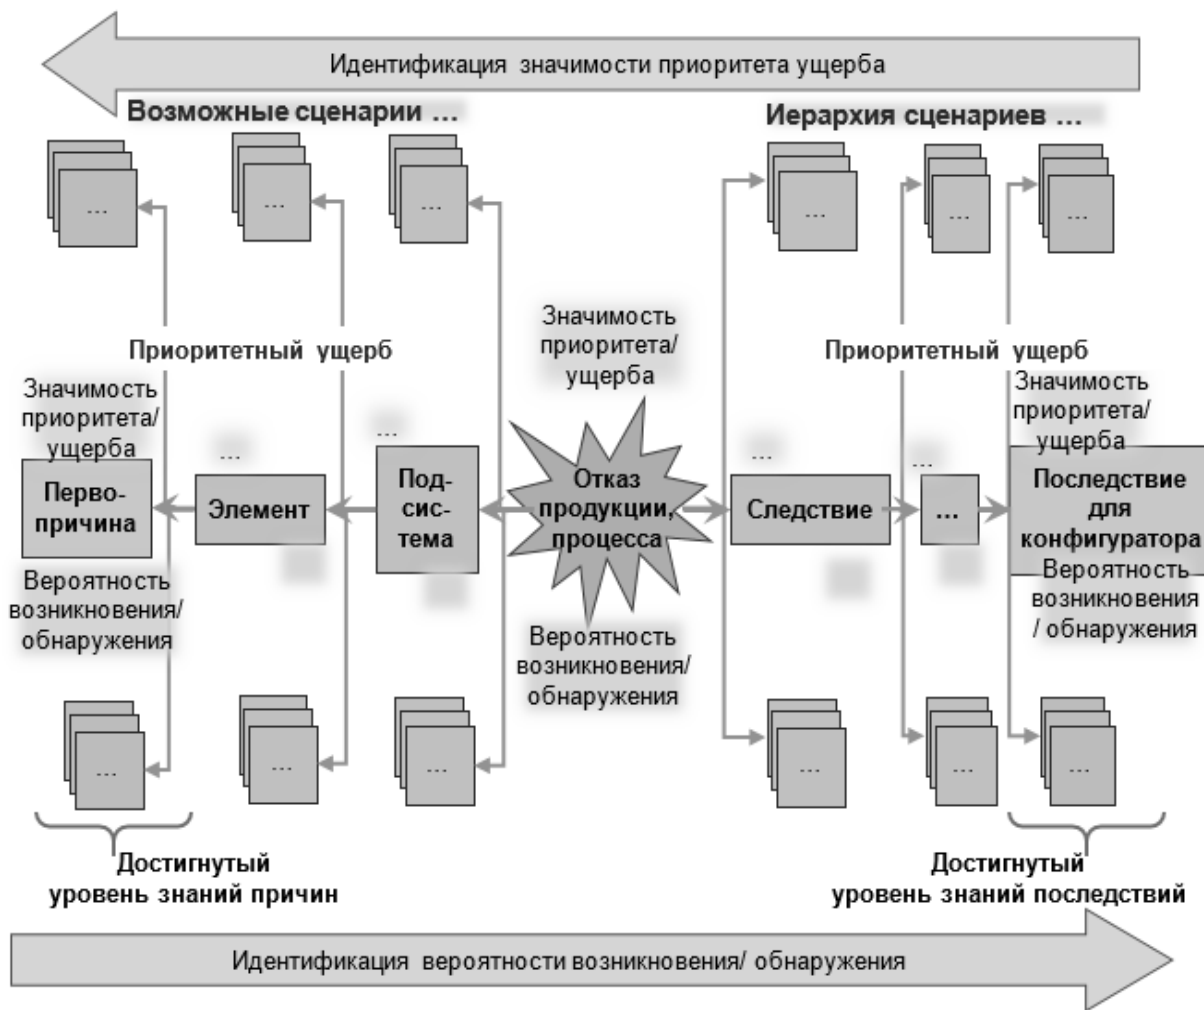 Идентификация значимости приоритета ущерба
Возможные сценарии ...
Иерархия сценариев ...
...
...
...
...
...
...
Значимость
приоритета/
ущерба
Приоритетный ущерб
Приоритетный ущерб
Значимость
приоритета/
ущерба
Значимость
приоритета/
ущерба
...
...
...
...
Перво-
причина
Элемент
Под-
сис-
тема
Отказ
продукции,
процесса
Следствие
...
Последствие
для
конфигуратора
Вероятность
возникновения/
обнаружения
Вероятность
возникновения/
обнаружения
Вероятность
возникновения
/ обнаружения
...
...
...
...
...
...
Достигнутый
уровень знаний причин
Достигнутый
уровень знаний последствий
Идентификация вероятности возникновения/ обнаружения